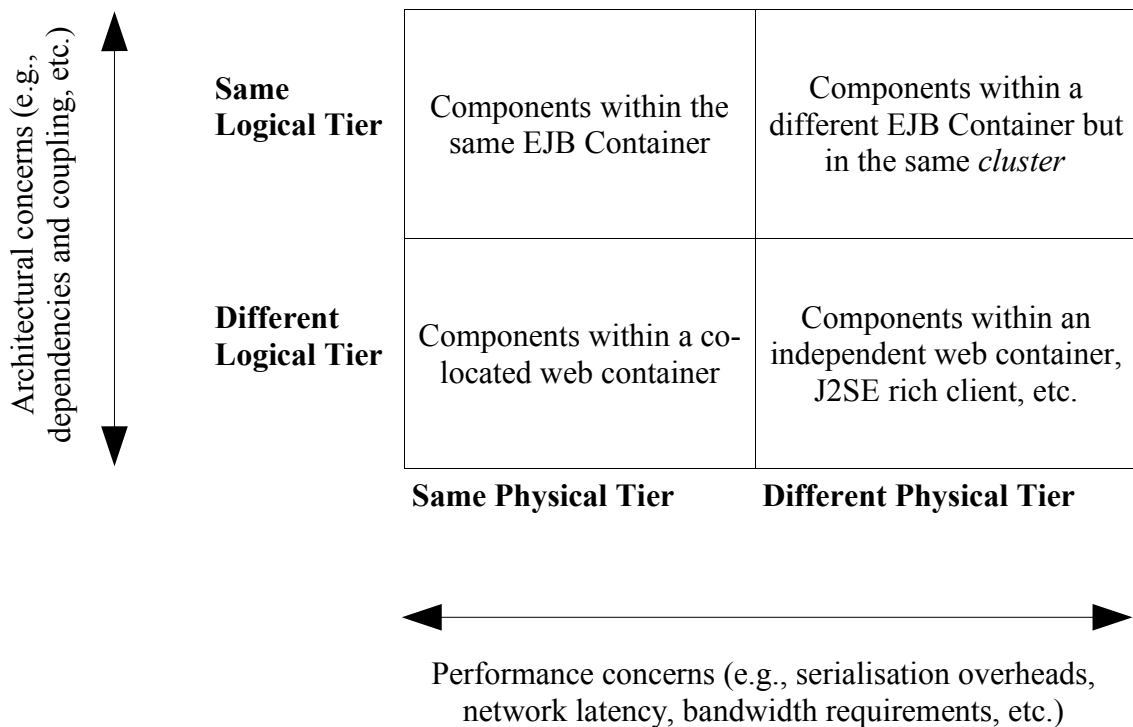 Architectural concerns (e.g.,
dependencies and coupling, etc.)
Same
Logical Tier
Components within the
same EJB Container
Components within a
different EJB Container but
in the same cluster
Different
Logical Tier
Components within a co-
located web container
Components within an
independent web container,
J2SE rich client, etc.
Same Physical Tier
Different Physical Tier
Performance concerns (e.g., serialisation overheads,
network latency, bandwidth requirements, etc.)